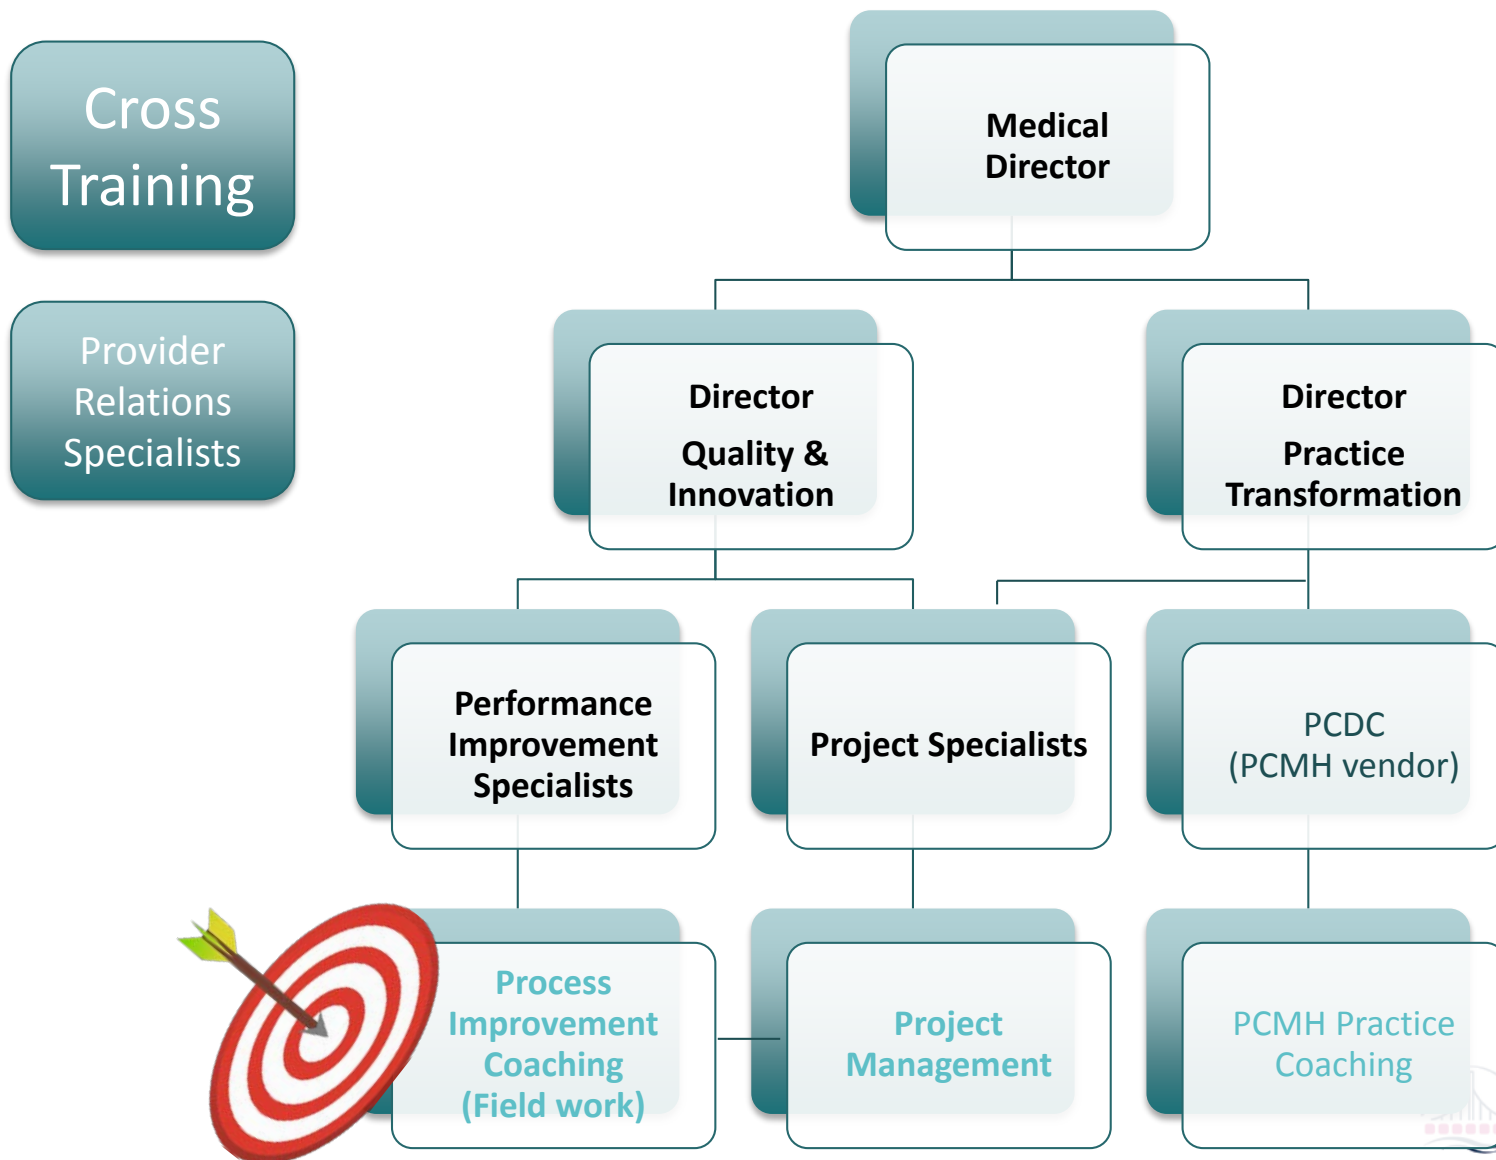 Cross
Training
Provider
Relations
Specialists
Medical
Director
Director
Quality &
Innovation
Director
Practice
Transformation
Performance
Improvement
Specialists
Project Specialists
PCDC
(PCMH vendor)
Process
Improvement
Coaching
(Field work)
Project
Management
PCMH Practice
Coaching